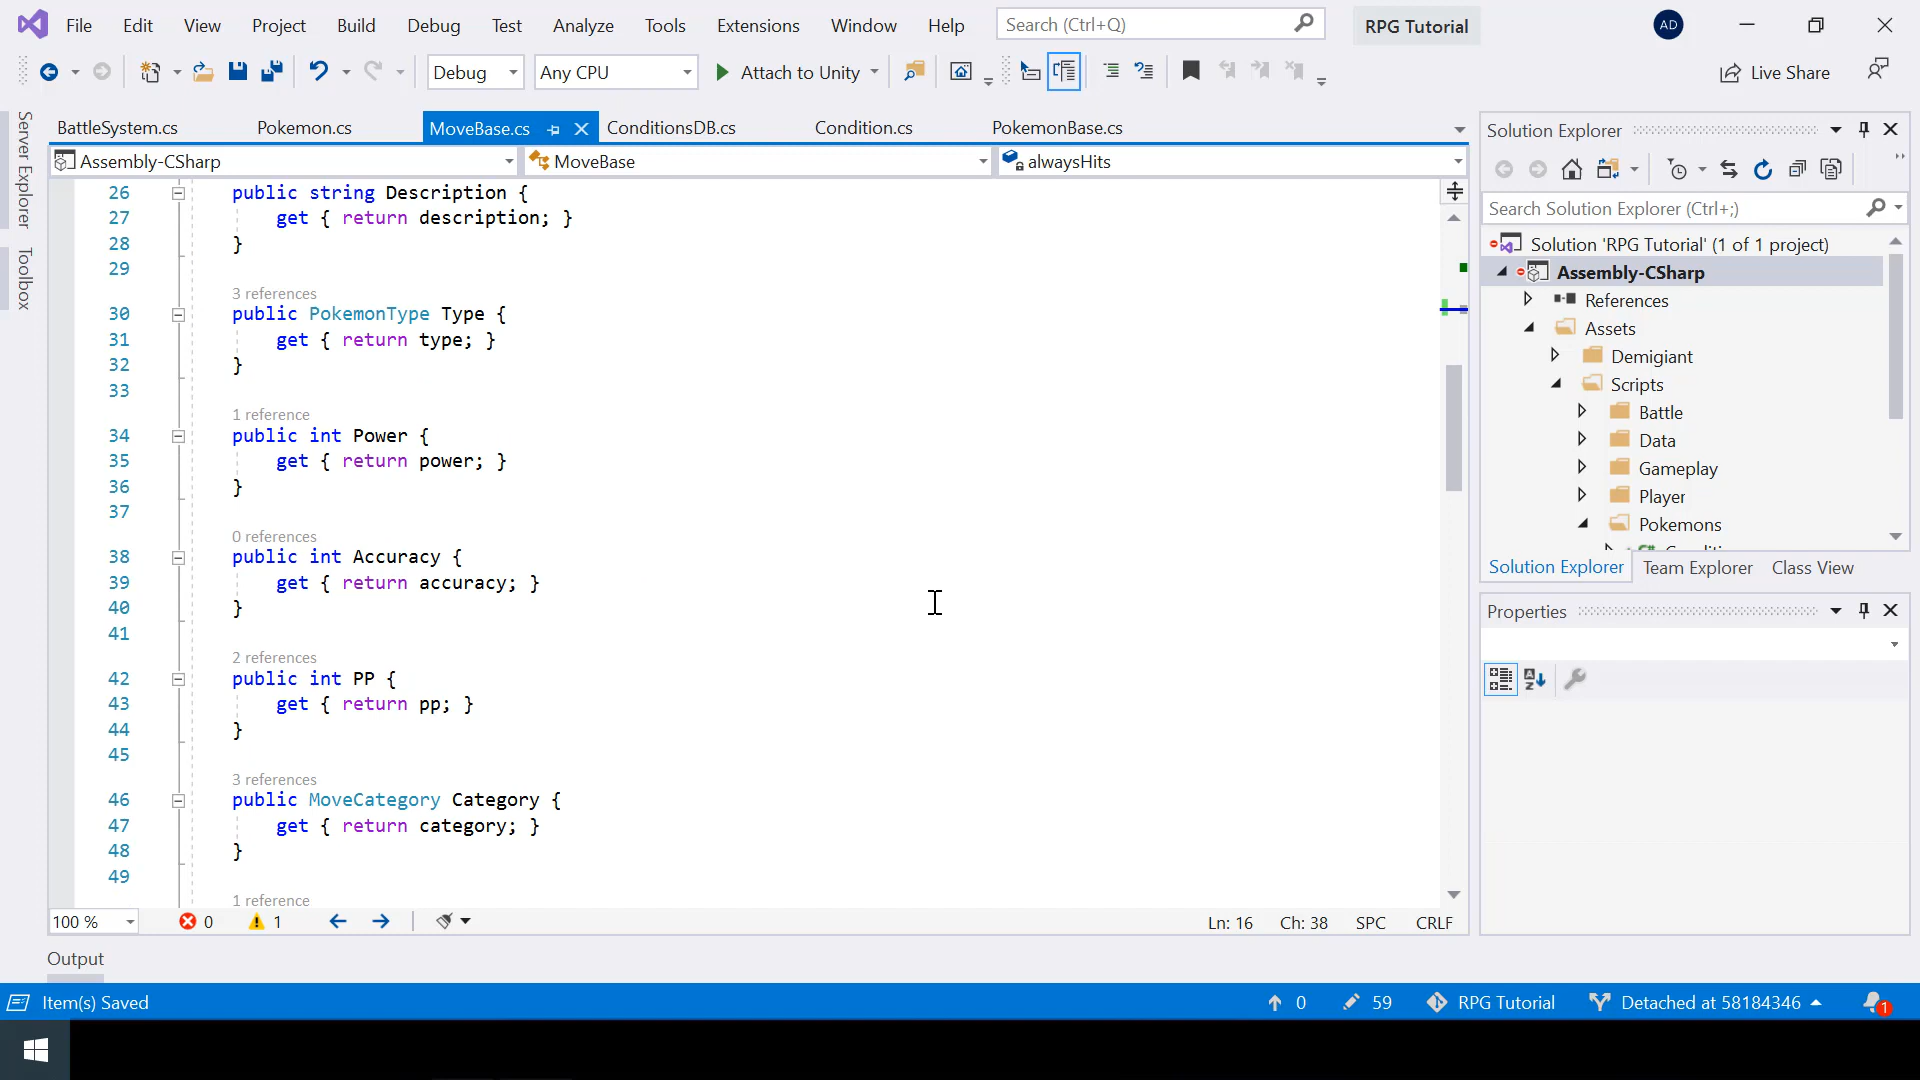 File Edit View Project Build Debug Test Analyze Tools Extensions Window Help Search (Ctrl+Q) RPG Tutorial AD
Debug Any CPU Attach to Unity Live Share
Server Explorer
Toolbox
BattleSystem.cs Pokemon.cs MoveBase.cs ConditionsDB.cs Condition.cs PokemonBase.cs
Assembly-CSharp MoveBase alwaysHits
26 public string Description {
27 get { return description; }
28 }
29
3 references
30 public PokemonType Type {
31 get { return type; }
32 }
33
1 reference
34 public int Power {
35 get { return power; }
36 }
37
0 references
38 public int Accuracy {
39 get { return accuracy; }
40 }
41
2 references
42 public int PP {
43 get { return pp; }
44 }
45
3 references
46 public MoveCategory Category {
47 get { return category; }
48 }
49
1 reference
100 % 0 1 Ln: 16 Ch: 38 SPC CRLF
Solution Explorer
Search Solution Explorer (Ctrl+;)
Solution 'RPG Tutorial' (1 of 1 project)
Assembly-CSharp
References
Assets
Demigiant
Scripts
Battle
Data
Gameplay
Player
Pokemons
Solution Explorer Team Explorer Class View
Properties
Output
Item(s) Saved 0 59 RPG Tutorial Detached at 58184346 1